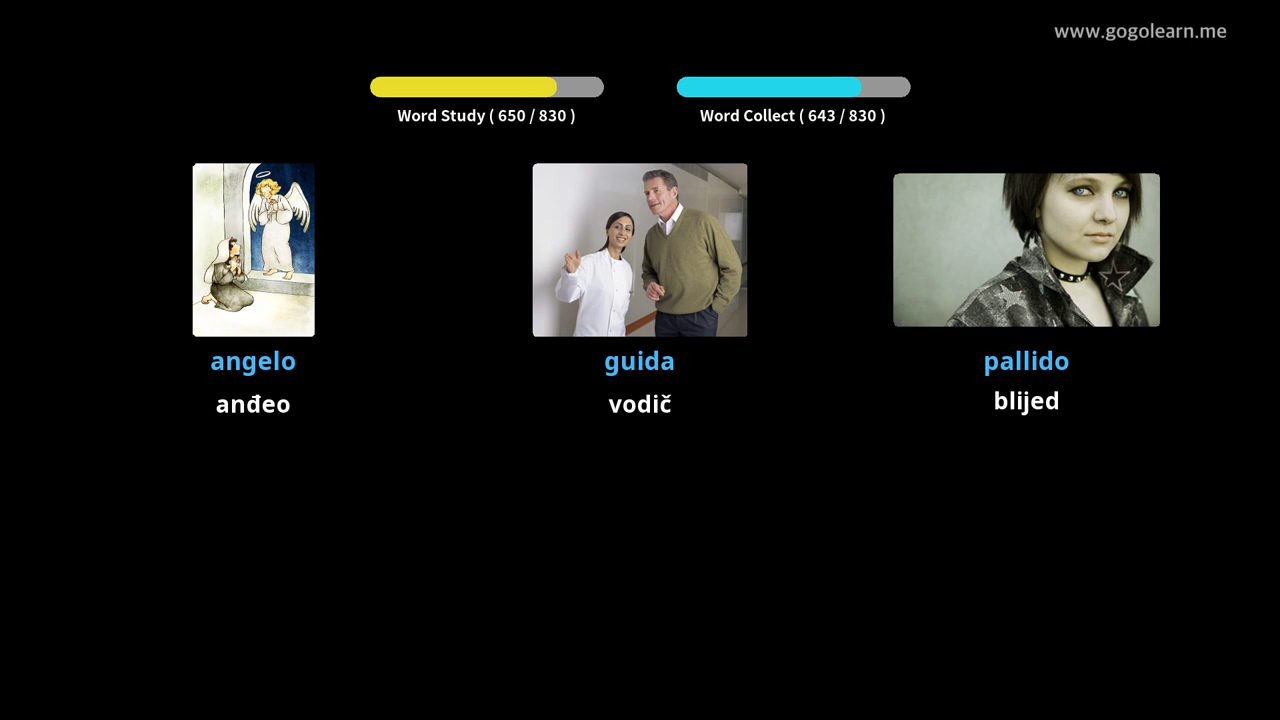 www.gogolearn.me
Word Study ( 650 / 830 )
Word Collect ( 643 / 830 )
angelo
guida
pallido
anđeo
vodič
blijed